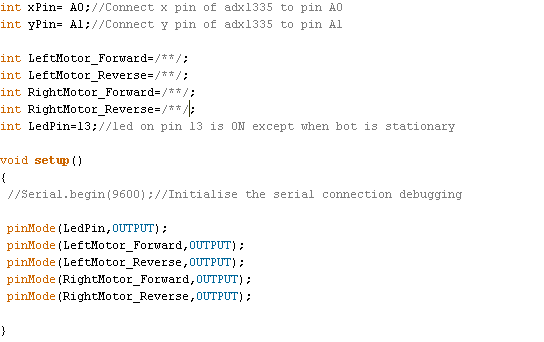 int xPin= A0;//Connect x pin of adxl335 to pin A0
int yPin= A1;//Connect y pin of adxl335 to pin A1
int LeftMotor_Forward=/**/;
int LeftMotor_Reverse=/**/;
int RightMotor_Forward=/**/;
int RightMotor_Reverse=/**/;
int LedPin=13;//led on pin 13 is ON except when bot is stationary
void setup()
{
//Serial.begin(9600);//Initialise the serial connection debugging
pinMode(LedPin,OUTPUT);
pinMode(LeftMotor_Forward,OUTPUT);
pinMode(LeftMotor_Reverse,OUTPUT);
pinMode(RightMotor_Forward,OUTPUT);
pinMode(RightMotor_Reverse,OUTPUT);
}